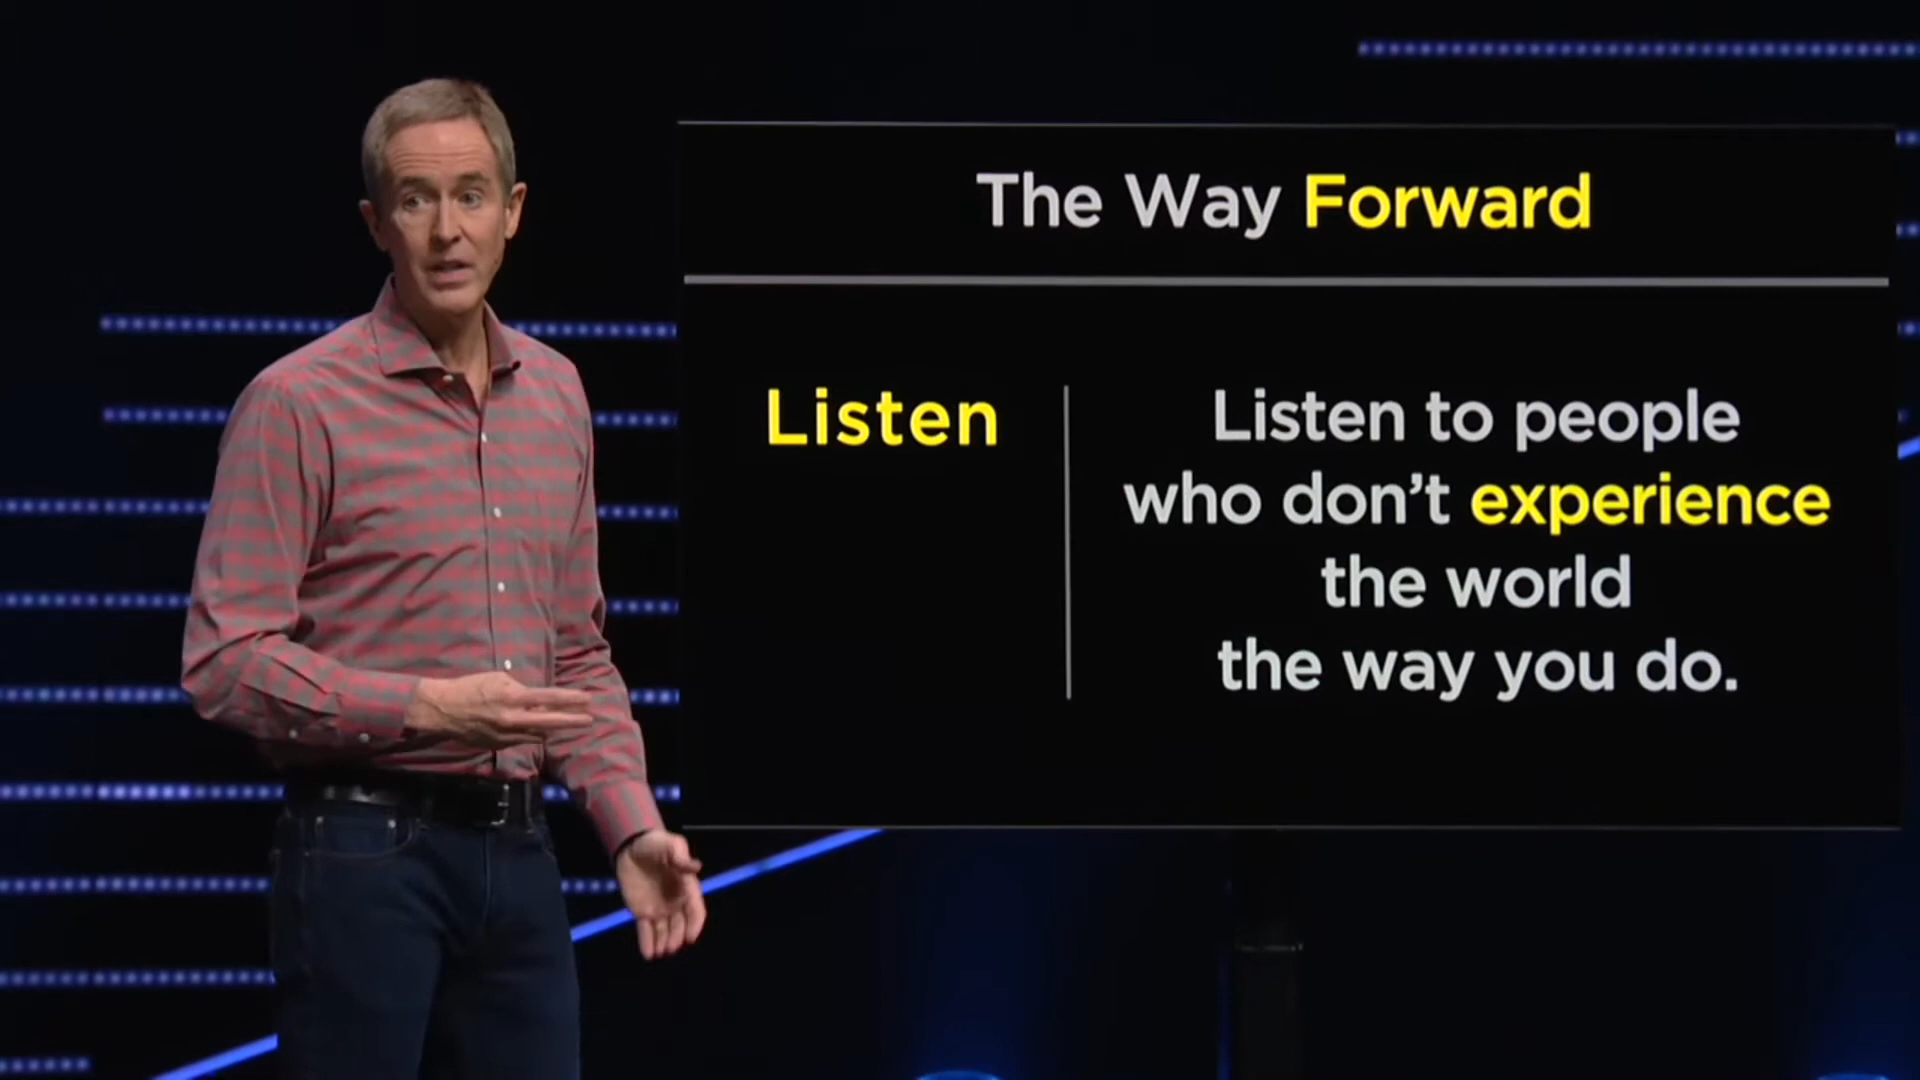 The Way Forward
Listen
Listen to people
who don’t experience
the world
the way you do.